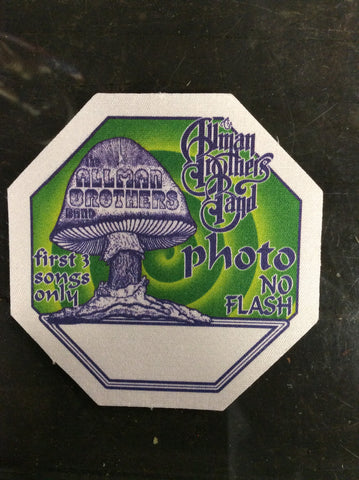 The
Allman
Brothers
Band
THE
ALLMAN
BROTHERS
BAND
photo
first 3
songs
only
NO
FLASH